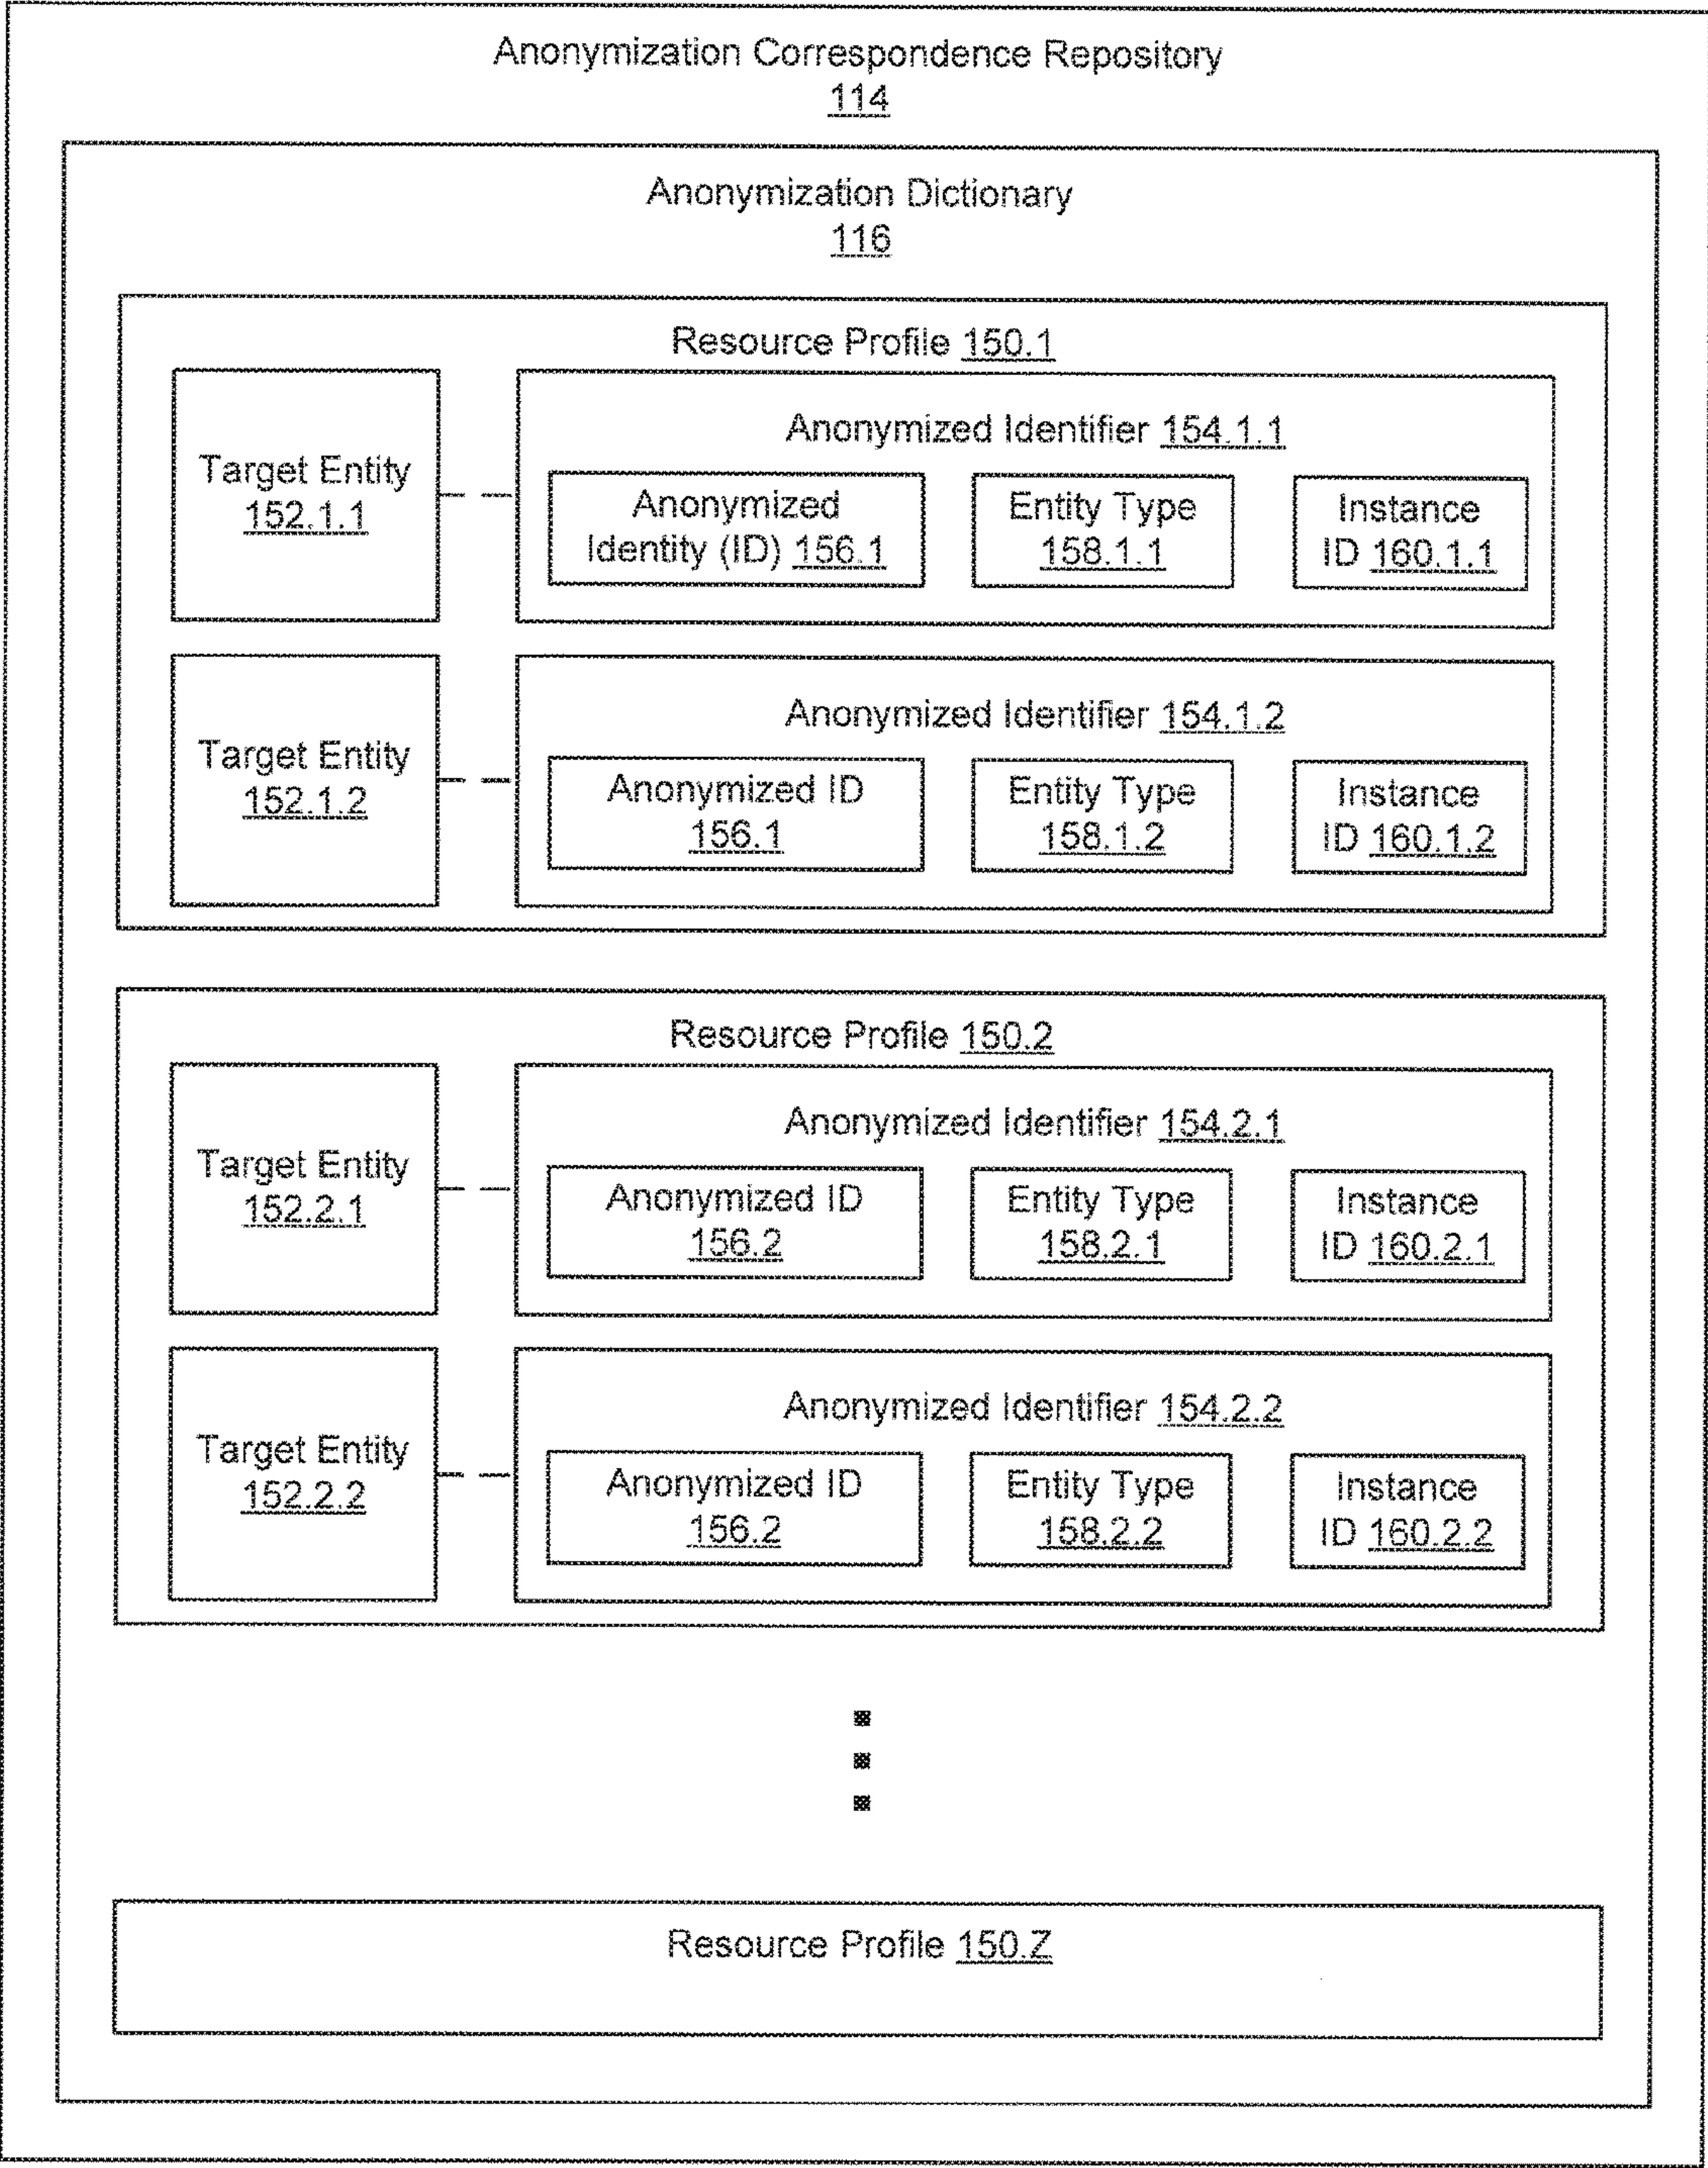 Anonymization Correspondence Repository
114
Anonymization Dictionary
116
Resource Profile 150.1
Target Entity
152.1.1
Anonymized Identifier 154.1.1
Anonymized
Identity (ID) 156.1
Entity Type
158.1.1
Instance
ID 160.1.1
Target Entity
152.1.2
Anonymized Identifier 154.1.2
Anonymized ID
156.1
Entity Type
158.1.2
Instance
ID 160.1.2
Resource Profile 150.2
Target Entity
152.2.1
Anonymized Identifier 154.2.1
Anonymized ID
156.2
Entity Type
158.2.1
Instance
ID 160.2.1
Target Entity
152.2.2
Anonymized Identifier 154.2.2
Anonymized ID
156.2
Entity Type
158.2.2
Instance
ID 160.2.2
Resource Profile 150.Z